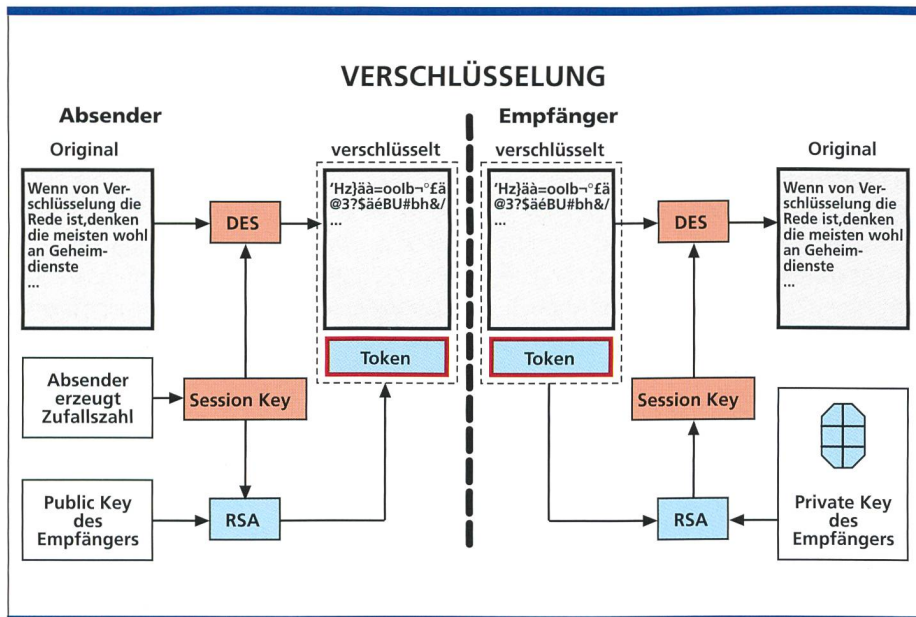 VERSCHLÜSSELUNG
Absender
Original
Wenn von Ver-
schlüsselung die
Rede ist,denken
die meisten wohl
an Geheim-
dienste
...
DES
verschlüsselt
‘Hz}äà=ooIb¬°£ä
@3?$äéBU#bh&/
...
Token
Absender
erzeugt
Zufallszahl
Session Key
Public Key
des
Empfängers
RSA
Empfänger
verschlüsselt
‘Hz}äà=ooIb¬°£ä
@3?$äéBU#bh&/
...
Token
DES
Original
Wenn von Ver-
schlüsselung die
Rede ist,denken
die meisten wohl
an Geheim-
dienste
...
Session Key
RSA
Private Key
des
Empfängers